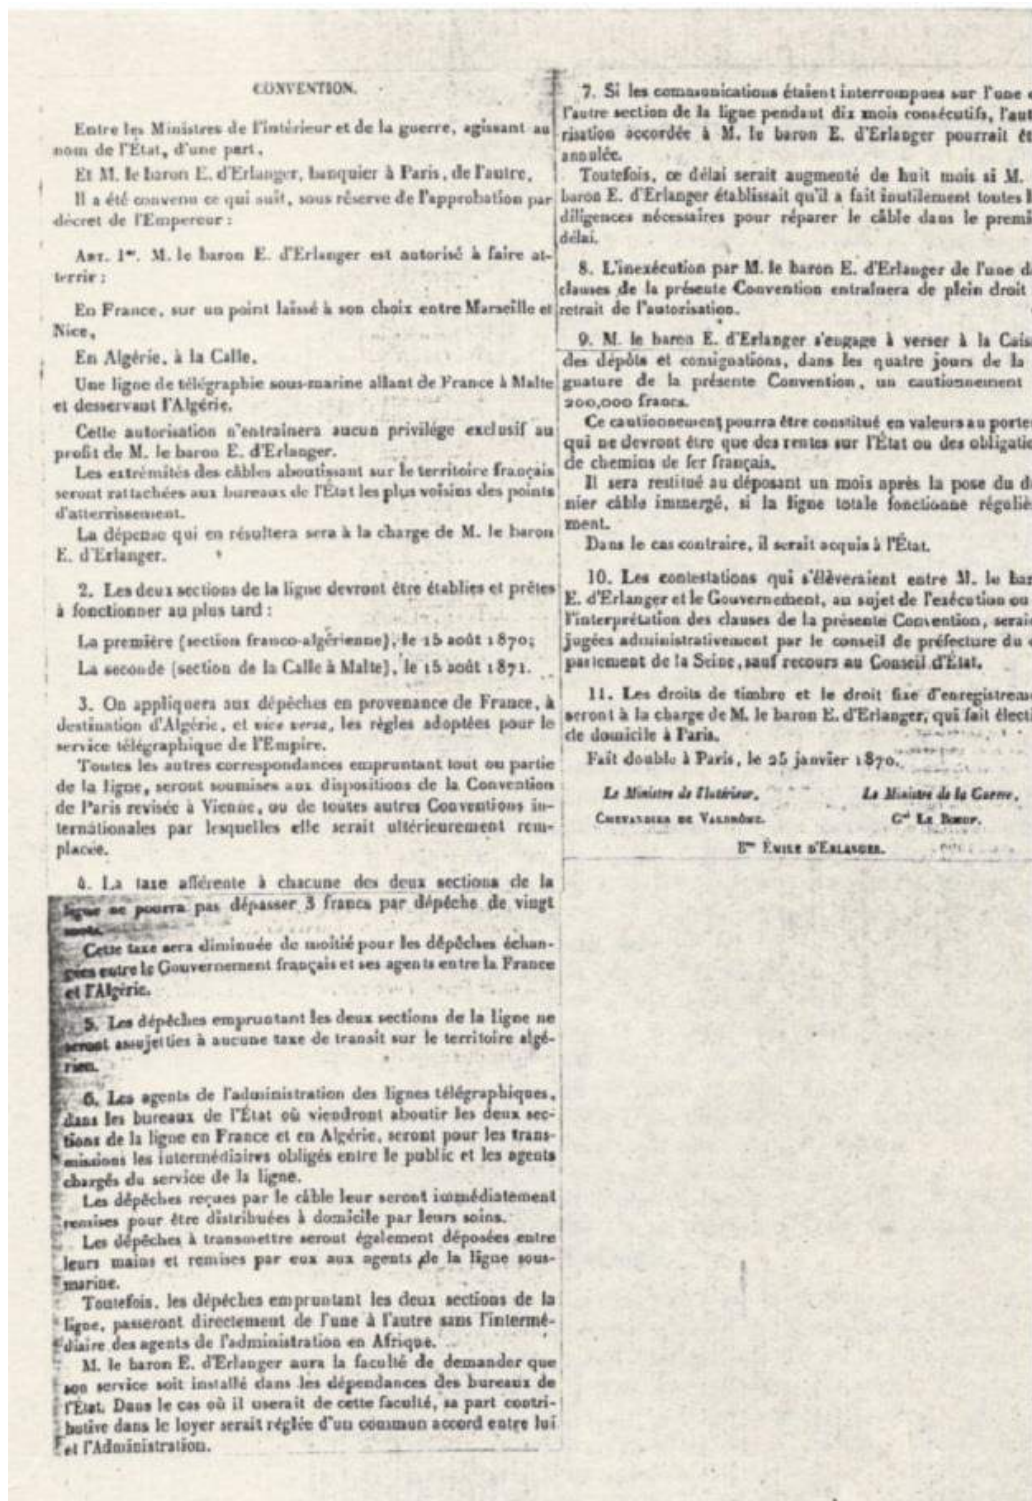 CONVENTION.
Entre les Ministres de l'intérieur et de la guerre, agissant au
nom de l'État, d'une part,
Et M. le baron E. d'Erlanger, banquier à Paris, de l'autre,
Il a été convenu ce qui suit, sous réserve de l'approbation par
décret de l'Empereur :
ART. 1er. M. le baron E. d'Erlanger est autorisé à faire at-
terrir :
En France, sur un point laissé à son choix entre Marseille et
Nice,
En Algérie, à la Calle,
Une ligne de télégraphie sous-marine allant de France à Malte
et desservant l'Algérie.
Cette autorisation n'entraînera aucun privilége exclusif au
profit de M. le baron E. d'Erlanger.
Les extrémités des câbles aboutissant sur le territoire français
seront rattachées aux bureaux de l'État les plus voisins des points
d'atterrissement.
La dépense qui en résultera sera à la charge de M. le baron
E. d'Erlanger.
2. Les deux sections de la ligne devront être établies et prêtes
à fonctionner au plus tard :
La première (section franco-algérienne), le 15 août 1870;
La seconde (section de la Calle à Malte), le 15 août 1871.
3. On appliquera aux dépêches en provenance de France, à
destination d'Algérie, et vice versa, les règles adoptées pour le
service télégraphique de l'Empire.
Toutes les autres correspondances empruntant tout ou partie
de la ligne, seront soumises aux dispositions de la Convention
de Paris revisée à Vienne, ou de toutes autres Conventions in-
ternationales par lesquelles elle serait ultérieurement rem-
placée.
4. La taxe afférente à chacune des deux sections de la
ligne ne pourra pas dépasser 3 francs par dépêche de vingt
mots.
Cette taxe sera diminuée de moitié pour les dépêches échan-
gées entre le Gouvernement français et ses agents entre la France
et l'Algérie.
5. Les dépêches empruntant les deux sections de la ligne ne
seront assujetties à aucune taxe de transit sur le territoire algé-
rien.
6. Les agents de l'administration des lignes télégraphiques,
dans les bureaux de l'État où viendront aboutir les deux sec-
tions de la ligne en France et en Algérie, seront pour les trans-
missions les intermédiaires obligés entre le public et les agents
chargés du service de la ligne.
Les dépêches reçues par le câble leur seront immédiatement
remises pour être distribuées à domicile par leurs soins.
Les dépêches à transmettre seront également déposées entre
leurs mains et remises par eux aux agents de la ligne sous-
marine.
Toutefois, les dépêches empruntant les deux sections de la
ligne, passeront directement de l'une à l'autre sans l'intermé-
diaire des agents de l'administration en Afrique.
M. le baron E. d'Erlanger aura la faculté de demander que
son service soit installé dans les dépendances des bureaux de
l'État. Dans le cas où il userait de cette faculté, sa part contri-
butive dans le loyer serait réglée d'un commun accord entre lui
et l'Administration.
7. Si les communications étaient interrompues sur l'une
l'autre section de la ligne pendant dix mois consécutifs, l'aut
risation accordée à M. le baron E. d'Erlanger pourrait êt
annulée.
Toutefois, ce délai serait augmenté de huit mois si M.
baron E. d'Erlanger établissait qu'il a fait inutilement toutes l
diligences nécessaires pour réparer le câble dans le premi
délai.
8. L'inexécution par M. le baron E. d'Erlanger de l'une d
clauses de la présente Convention entraînera de plein droit
retrait de l'autorisation.
9. M. le baron E. d'Erlanger s'engage à verser à la Cais
des dépôts et consignations, dans les quatre jours de la
gnature de la présente Convention, un cautionnement
200,000 francs.
Ce cautionnement pourra être constitué en valeurs au porte
qui ne devront être que des rentes sur l'État ou des obligatio
de chemins de fer français.
Il sera restitué au déposant un mois après la pose du d
nier câble immergé, si la ligne totale fonctionne réguliè
ment.
Dans le cas contraire, il serait acquis à l'État.
10. Les contestations qui s'élèveraient entre M. le bar
E. d'Erlanger et le Gouvernement, au sujet de l'exécution ou
l'interprétation des clauses de la présente Convention, serai
jugées administrativement par le conseil de préfecture du
partement de la Seine, sauf recours au Conseil d'État.
11. Les droits de timbre et le droit fixe d'enregistrem
seront à la charge de M. le baron E. d'Erlanger, qui fait électi
de domicile à Paris.
Fait double à Paris, le 25 janvier 1870.
Le Ministre de l'Intérieur, Le Ministre de la Guerre,
CHEVANDIER DE VALDRÔME. Gal LE BŒUF.
Bon ÉMILE D'ERLANGER.